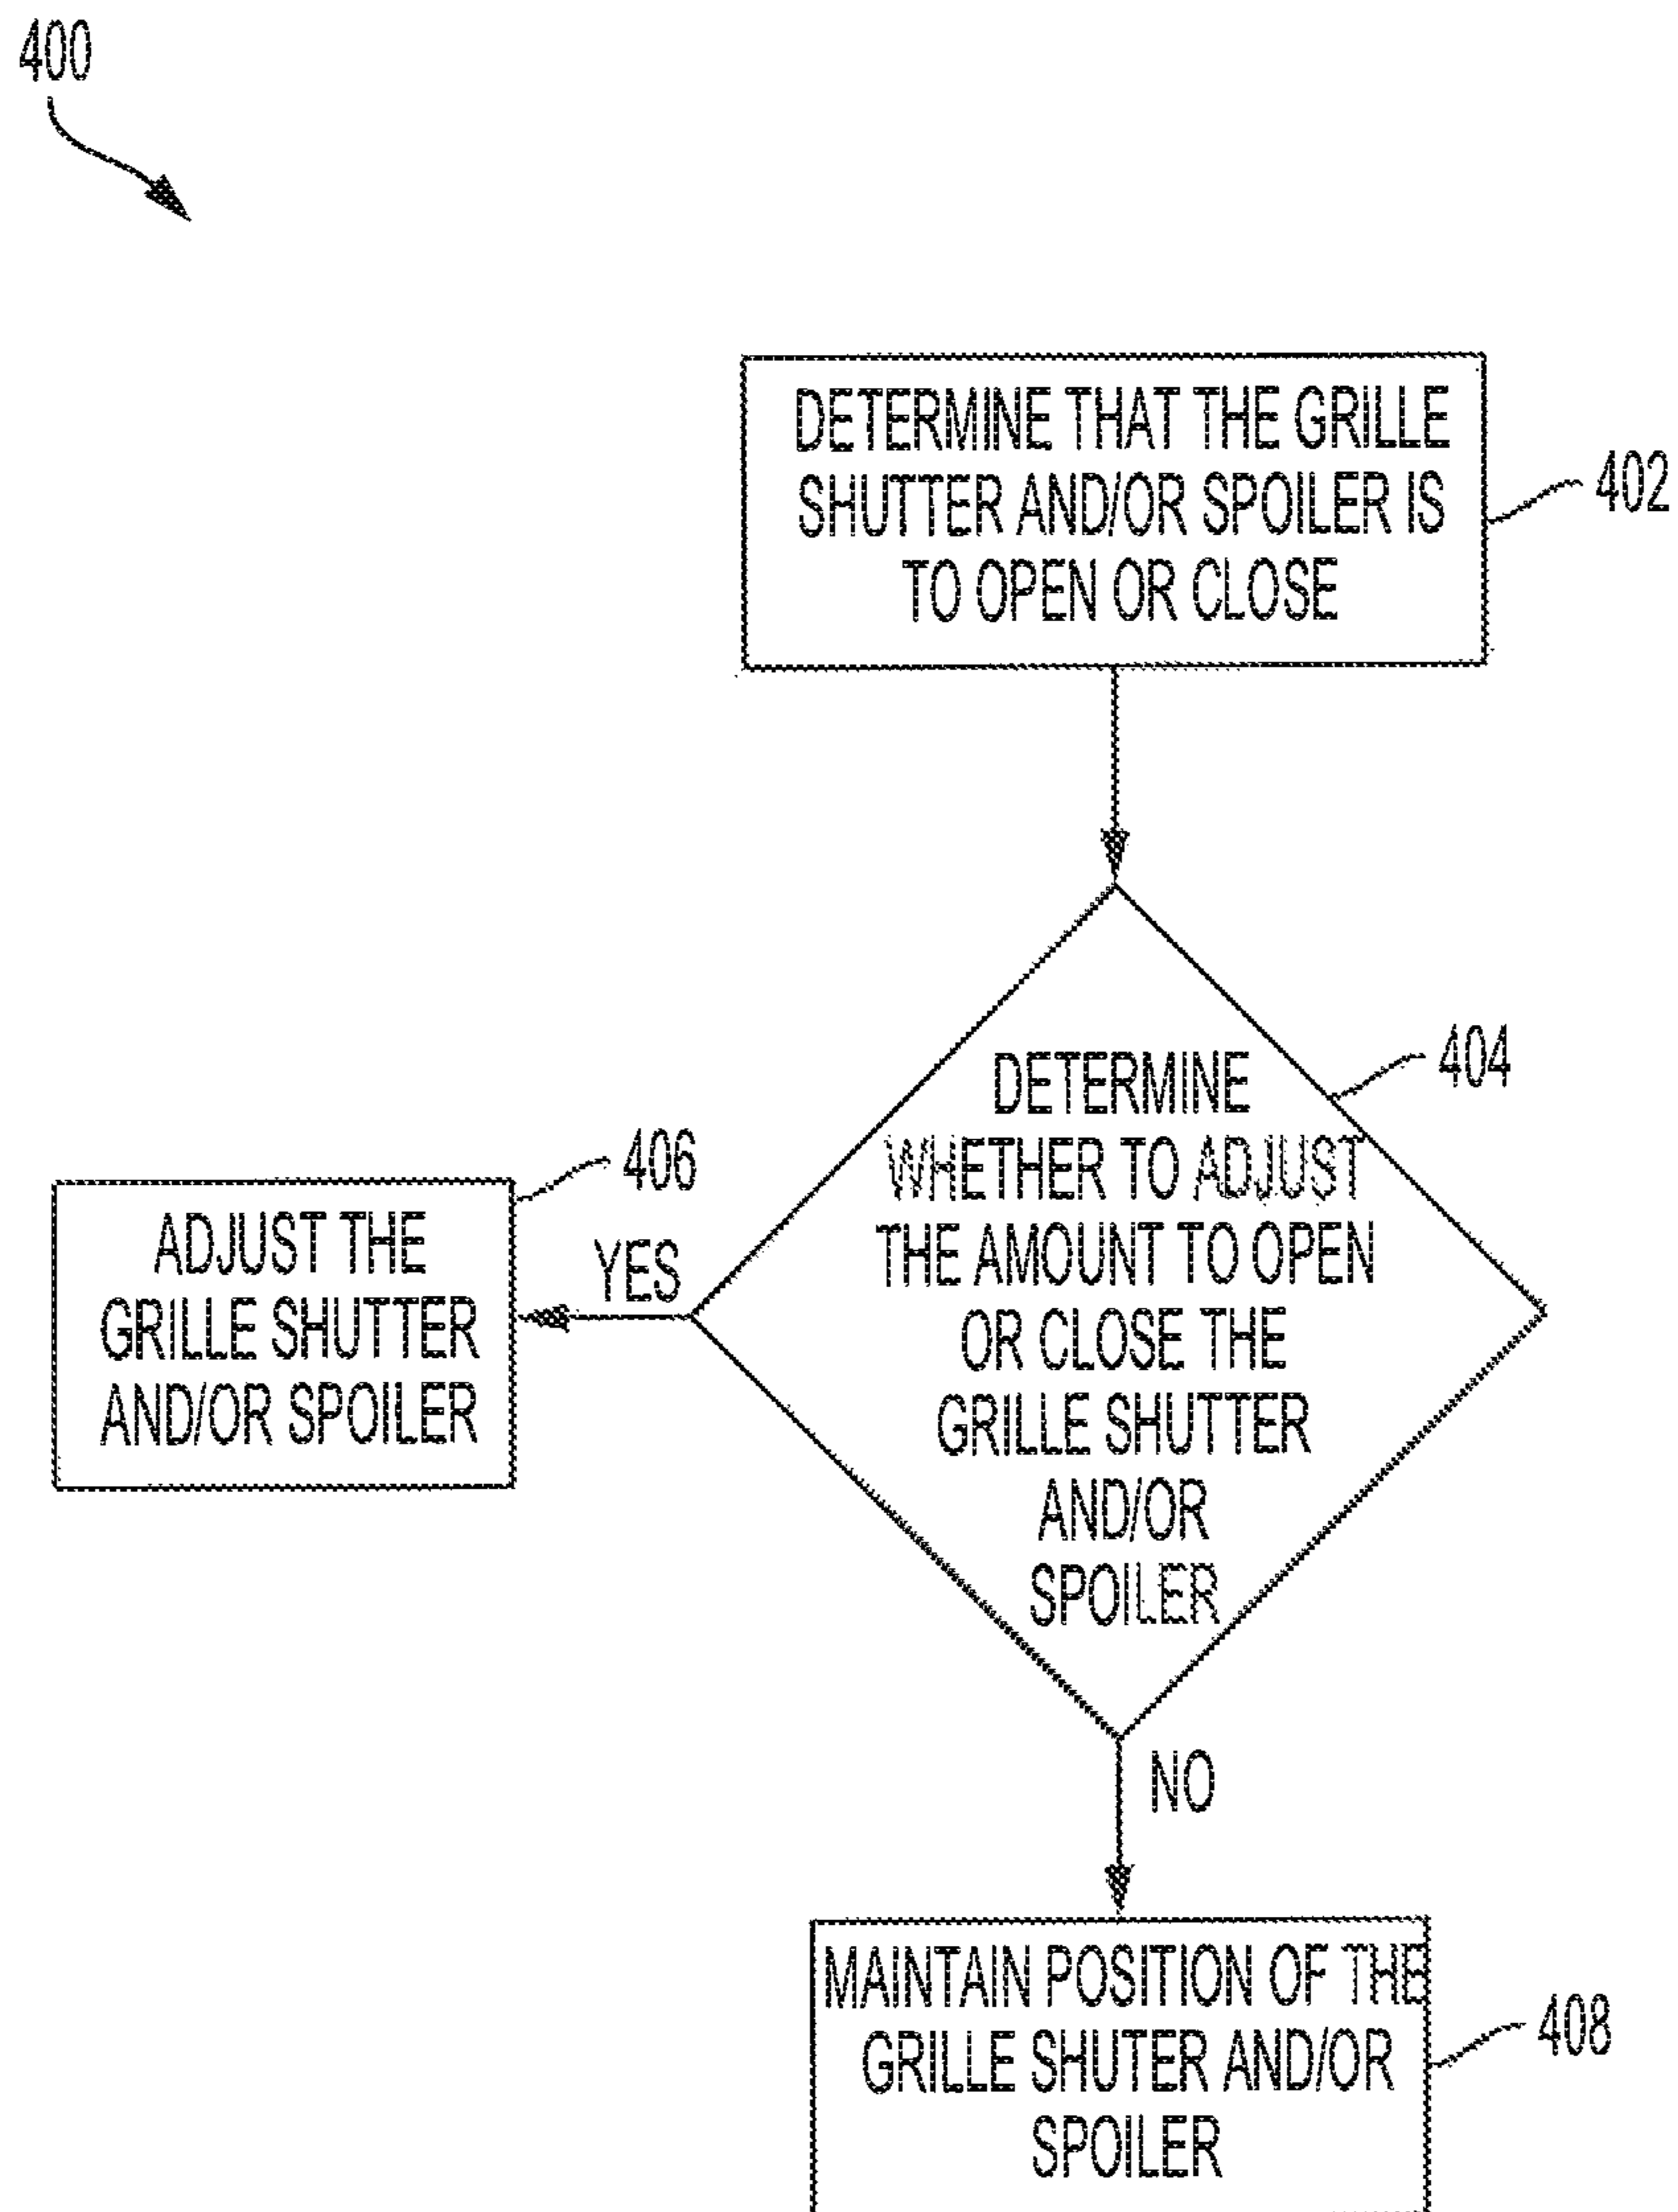 400
DETERMINE THAT THE GRILLE
SHUTTER AND/OR SPOILER IS
TO OPEN OR CLOSE
402
DETERMINE
WHETHER TO ADJUST
THE AMOUNT TO OPEN
OR CLOSE THE
GRILLE SHUTTER
AND/OR
SPOILER
404
YES
406
ADJUST THE
GRILLE SHUTTER
AND/OR SPOILER
NO
MAINTAIN POSITION OF THE
GRILLE SHUTER AND/OR
SPOILER
408